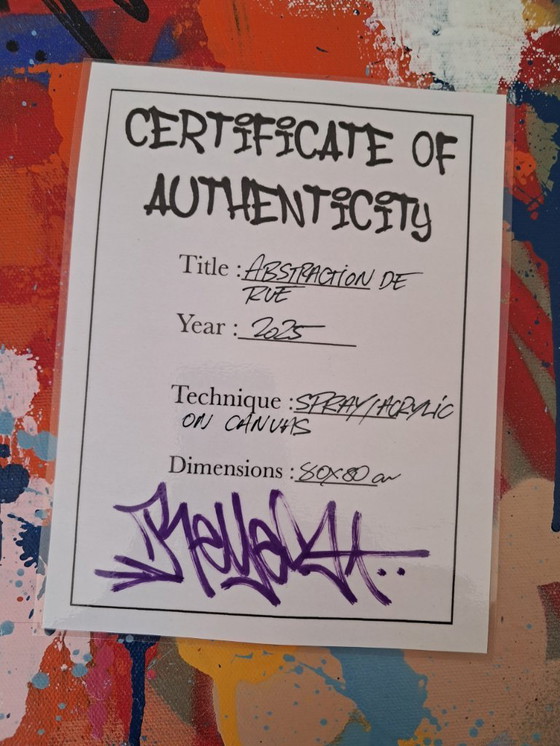 CERTIFICATE OF
AUTHENTICITY
Title : ABSTRACTION DE
RUE
Year : 2025
Technique : SPRAY/ACRYLIC
ON CANVAS
Dimensions : 80x80 cm